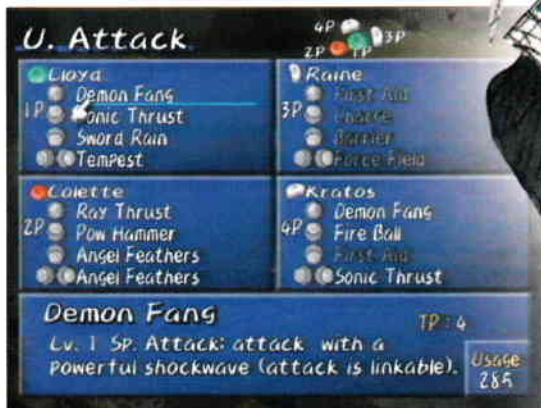 U. Attack
4P
3P
2P
1P
Lloyd
1P
Demon Fang
Sonic Thrust
Sword Rain
Tempest
Raine
3P
First Aid
Charge
Barrier
Force Field
Colette
2P
Ray Thrust
Pow Hammer
Angel Feathers
Angel Feathers
Kratos
4P
Demon Fang
Fire Ball
First Aid
Sonic Thrust
Demon Fang
TP : 4
Lv. 1 Sp. Attack: attack with a
powerful shockwave (attack is linkable).
Usage
285